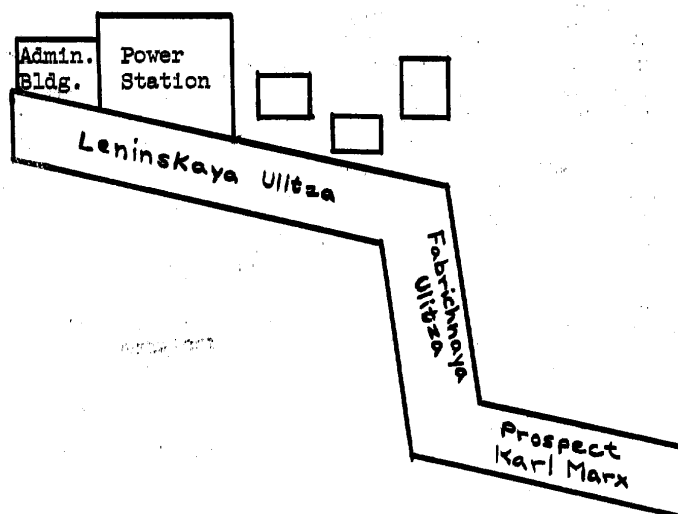 Admin.
Bldg.
Power
Station
Leninskaya Ulitza
Fabrichnaya
Ulitza
Prospect
Karl Marx